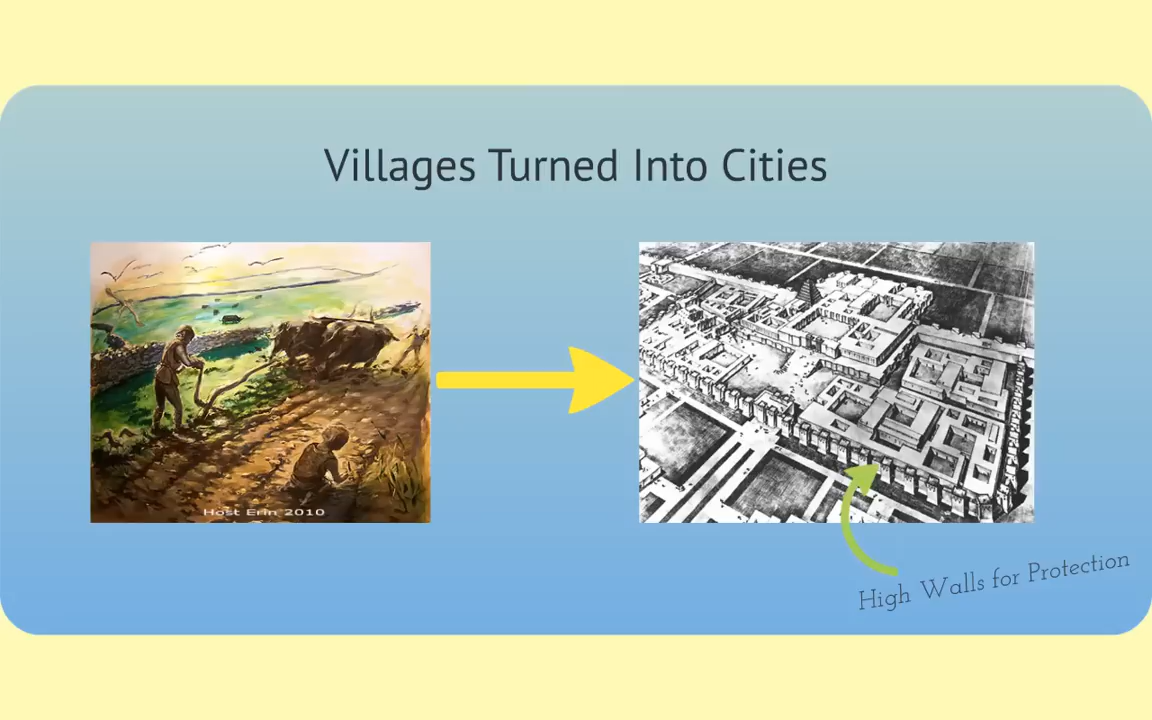 Villages Turned Into Cities
Host Erin 2010
High Walls for Protection